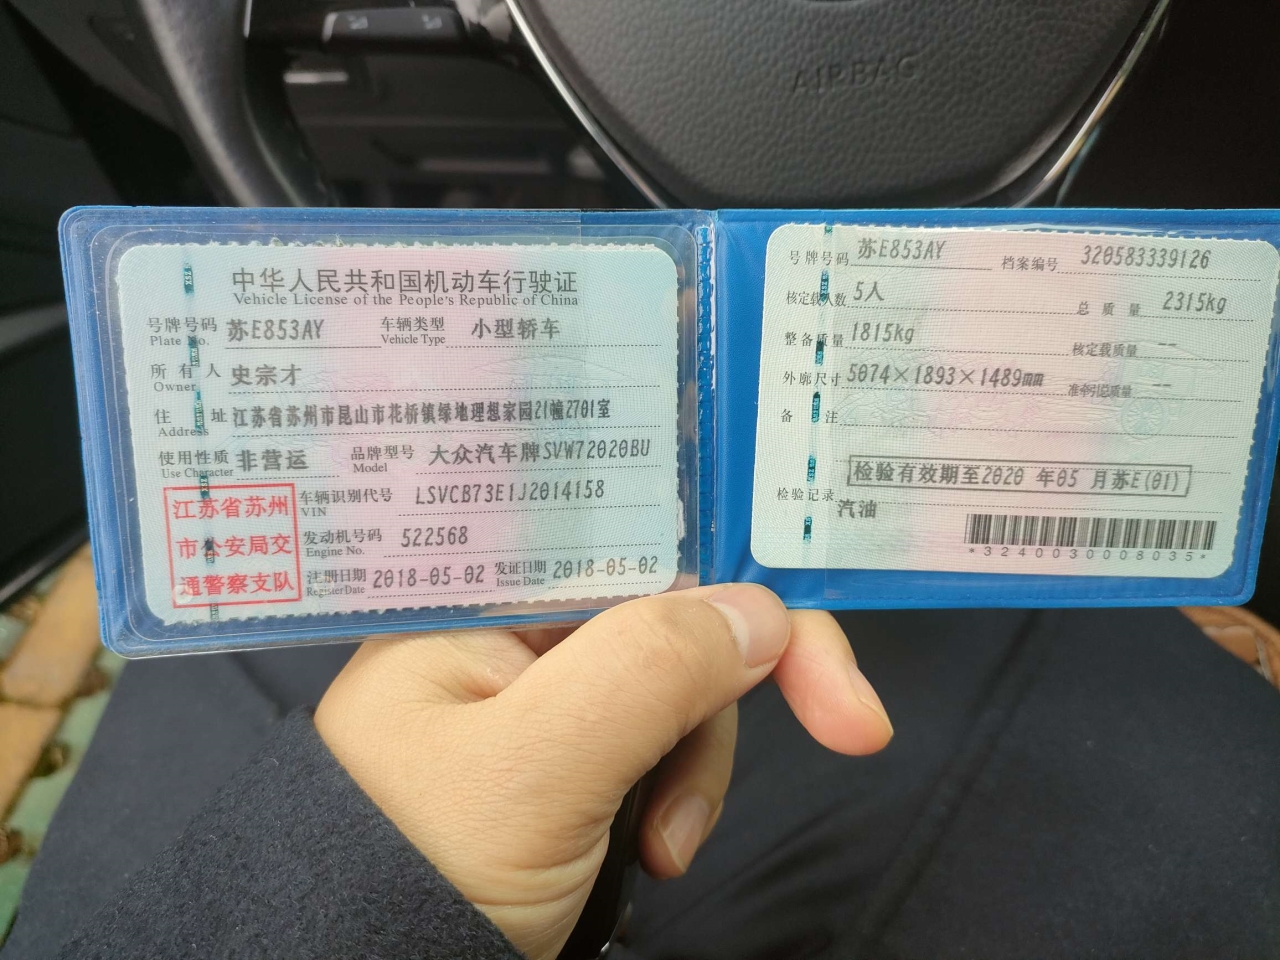 AIRBAG
中华人民共和国机动车行驶证
Vehicle License of the People's Republic of China
号牌号码 苏E853AY 车辆类型 小型轿车
Plate No. Vehicle Type
所有人 史宗才
Owner
住址 江苏省苏州市昆山市花桥镇绿地理想家园21幢2701室
Address
使用性质 非营运 品牌型号 大众汽车牌SVW72020BU
Use Character Model
江苏省苏州
市公安局交
通警察支队
车辆识别代号 LSVCB73E1J2014158
VIN
发动机号码 522568
Engine No.
注册日期 2018-05-02 发证日期 2018-05-02
Register Date Issue Date
号牌号码 苏E853AY 档案编号 320583339126
核定载人数 5人 总质量 2315kg
整备质量 1815kg 核定载质量 --
外廓尺寸 5074×1893×1489mm 准牵引总质量 --
备注
检验有效期至2020 年05 月苏E(01)
检验记录
汽油
*3240030008035*